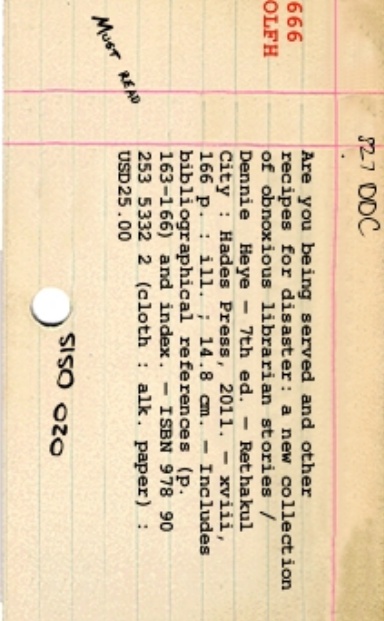 666
OLFH
827 DDC
MUST READ
Are you being served and other
recipes for disaster: a new collection
of obnoxious librarian stories /
Dennie Heye — 7th ed. — Rethakul
City : Hades Press, 2011. — xviii,
166 p. : ill. ; 14.8 cm. — Includes
bibliographical references (p.
163-166) and index. — ISBN 978 90
253 5332 2 (cloth : alk. paper) :
USD25.00
SISO 020